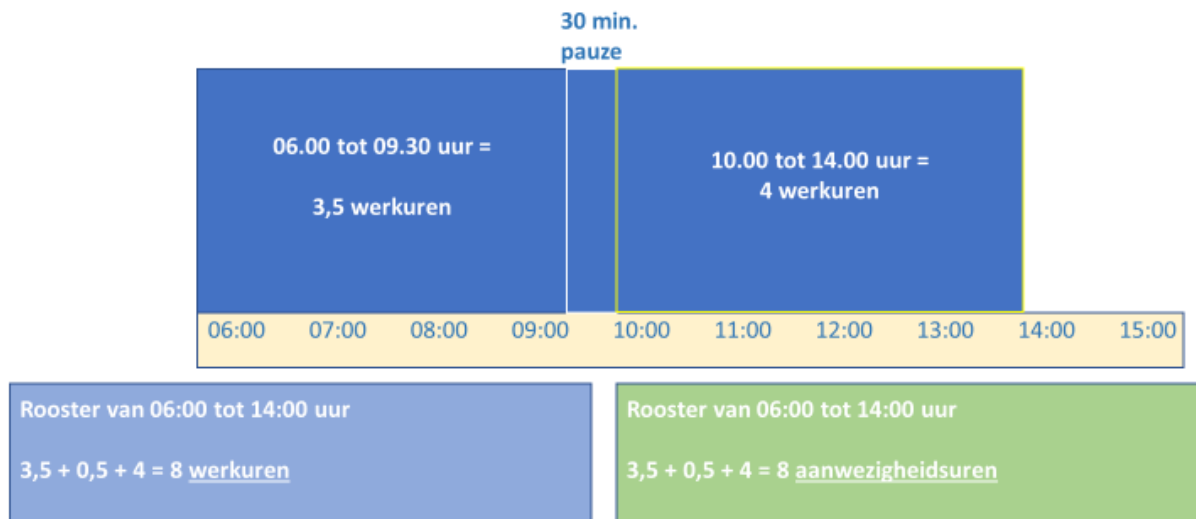 30 min.
pauze
06.00 tot 09.30 uur =
3,5 werkuren
10.00 tot 14.00 uur =
4 werkuren
06:00 07:00 08:00 09:00 10:00 11:00 12:00 13:00 14:00 15:00
Rooster van 06:00 tot 14:00 uur
3,5 + 0,5 + 4 = 8 werkuren
Rooster van 06:00 tot 14:00 uur
3,5 + 0,5 + 4 = 8 aanwezigheidsuren